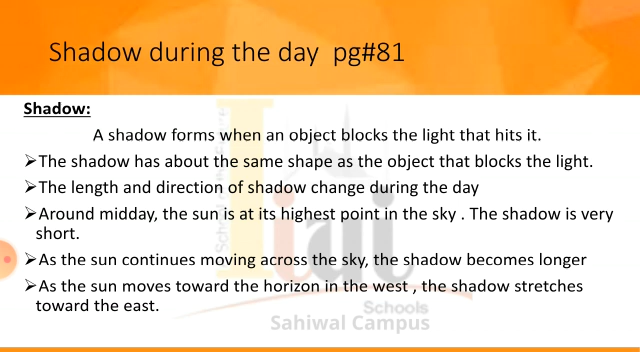 Shadow during the day  pg#81
Shadow:
A shadow forms when an object blocks the light that hits it.
➢The shadow has about the same shape as the object that blocks the light.
➢The length and direction of shadow change during the day
➢Around midday, the sun is at its highest point in the sky . The shadow is very
short.
➢As the sun continues moving across the sky, the shadow becomes longer
➢As the sun moves toward the horizon in the west , the shadow stretches
toward the east.
Schools
Sahiwal Campus